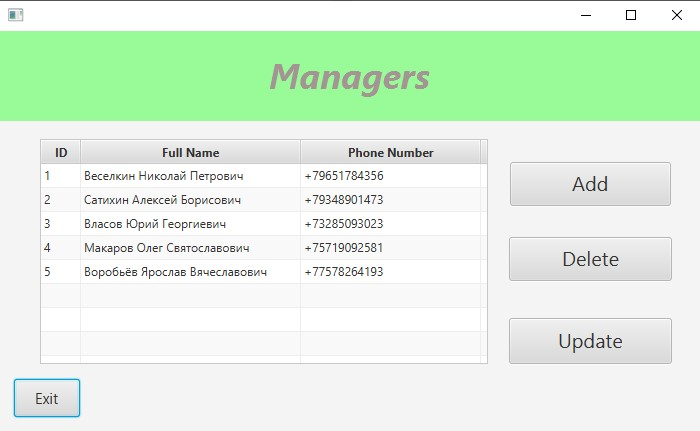 Managers
ID Full Name Phone Number
1 Веселкин Николай Петрович +79651784356
2 Сатихин Алексей Борисович +79348901473
3 Власов Юрий Георгиевич +73285093023
4 Макаров Олег Святославович +75719092581
5 Воробьёв Ярослав Вячеславович +77578264193
Add
Delete
Update
Exit